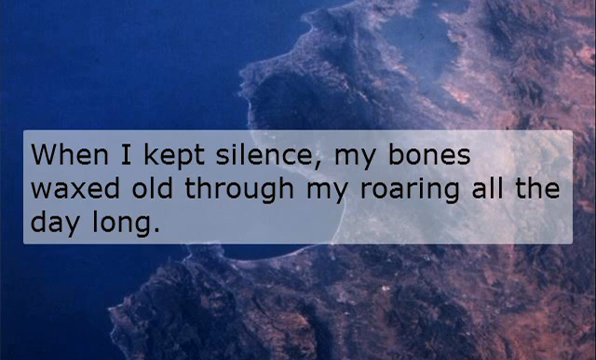 When I kept silence, my bones
waxed old through my roaring all the
day long.